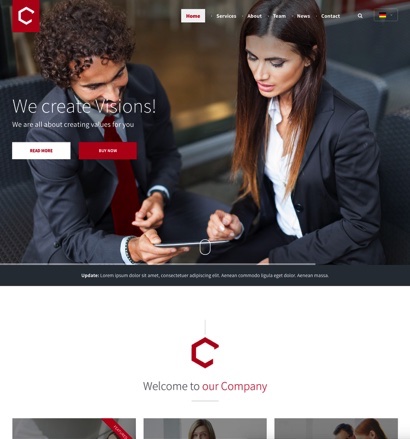 Home
Services
About
Team
News
Contact
We create Visions!
We are all about creating values for you
READ MORE
BUY NOW
Update: Lorem ipsum dolor sit amet, consectetuer adipiscing elit. Aenean commodo ligula eget dolor. Aenean massa.
Welcome to our Company